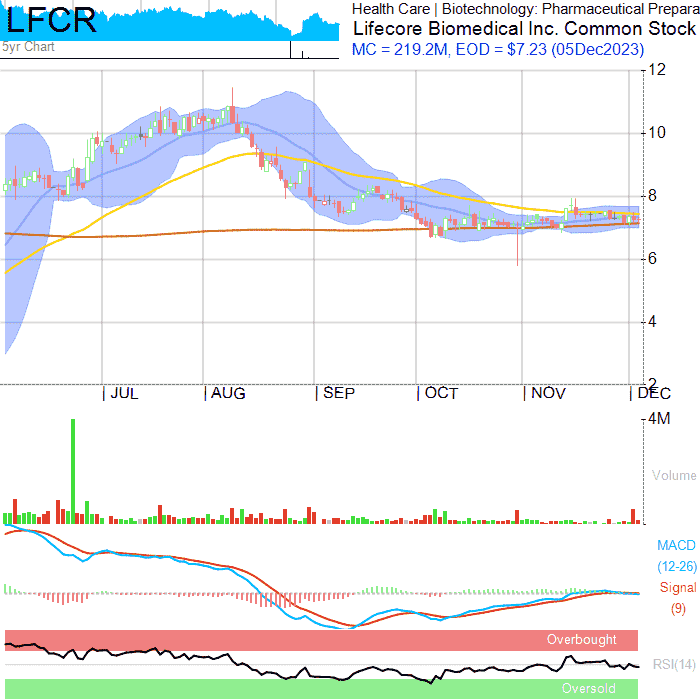 LFCR
Health Care | Biotechnology: Pharmaceutical Prepara
Lifecore Biomedical Inc. Common Stock
5yr Chart
MC = 219.2M, EOD = $7.23 (05Dec2023)
12
10
8
6
4
2
JUL AUG SEP OCT NOV DEC
4M
Volume
MACD
(12-26)
Signal
(9)
Overbought
RSI(14)
Oversold